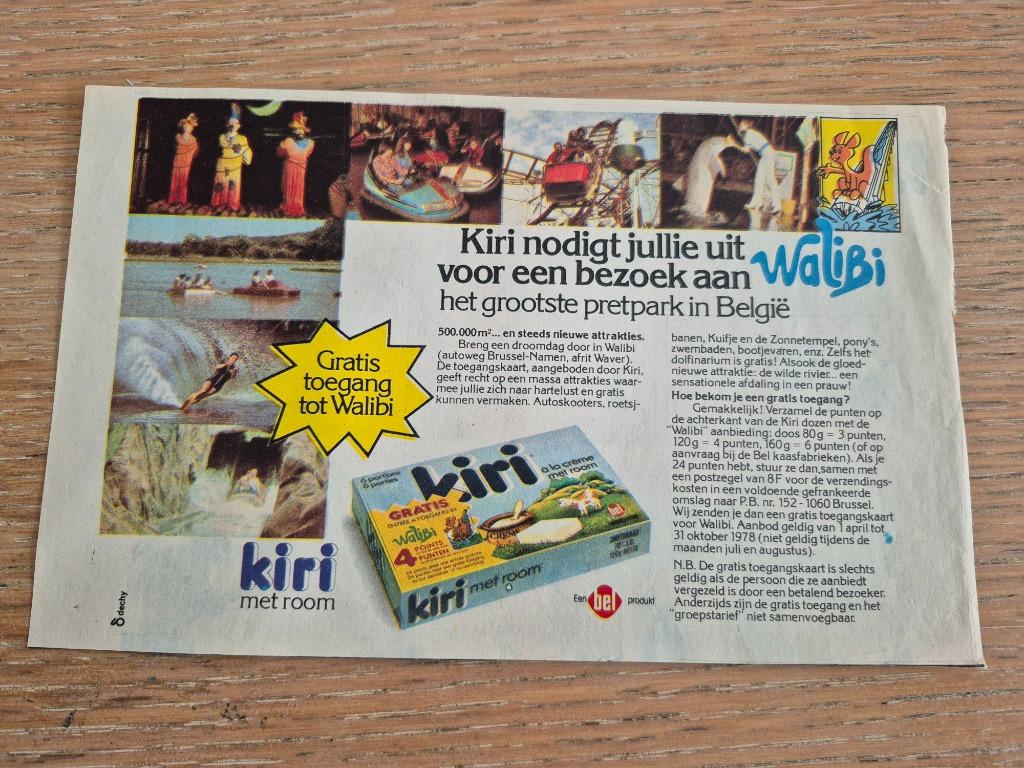 Kiri nodigt jullie uit
voor een bezoek aan Walibi
het grootste pretpark in België
Gratis
toegang
tot Walibi
500.000m²... en steeds nieuwe attrakties.
Breng een droomdag door in Walibi
(autoweg Brussel-Namen, afrit Waver).
De toegangskaart, aangeboden door Kiri,
geeft recht op een massa attrakties waar-
mee jullie zich naar hartelust en gratis
kunnen vermaken. Autoskooters, roetsj-
banen, Kuifje en de Zonnetempel, pony's,
zwembaden, bootjevaren, enz. Zelfs het
dolfinarium is gratis! Alsook de gloed-
nieuwe attraktie: de wilde rivier... een
sensationele afdaling in een prauw!
Hoe bekom je een gratis toegang?
Gemakkelijk! Verzamel de punten op
de achterkant van de Kiri dozen met de
"Walibi" aanbieding: doos 80g = 3 punten,
120g = 4 punten, 160g = 6 punten (of op
aanvraag bij de Bel kaasfabrieken). Als je
24 punten hebt, stuur ze dan, samen met
een postzegel van 8F voor de verzendings-
kosten in een voldoende gefrankeerde
omslag naar P.B. nr. 152 - 1060 Brussel.
Wij zenden je dan een gratis toegangskaart
voor Walibi. Aanbod geldig van 1 april tot
31 oktober 1978 (niet geldig tijdens de
maanden juli en augustus).
N.B. De gratis toegangskaart is slechts
geldig als de persoon die ze aanbiedt
vergezeld is door een betalend bezoeker.
Anderzijds zijn de gratis toegang en het
"groepstarief" niet samenvoegbaar.
6 portions
6 porties
kiri
à la crème
met room
GRATIS
Walibi
4 POINTS
PUNTEN
CREME
bel
kiri met room
kiri
met room
Een bel produkt
dechy